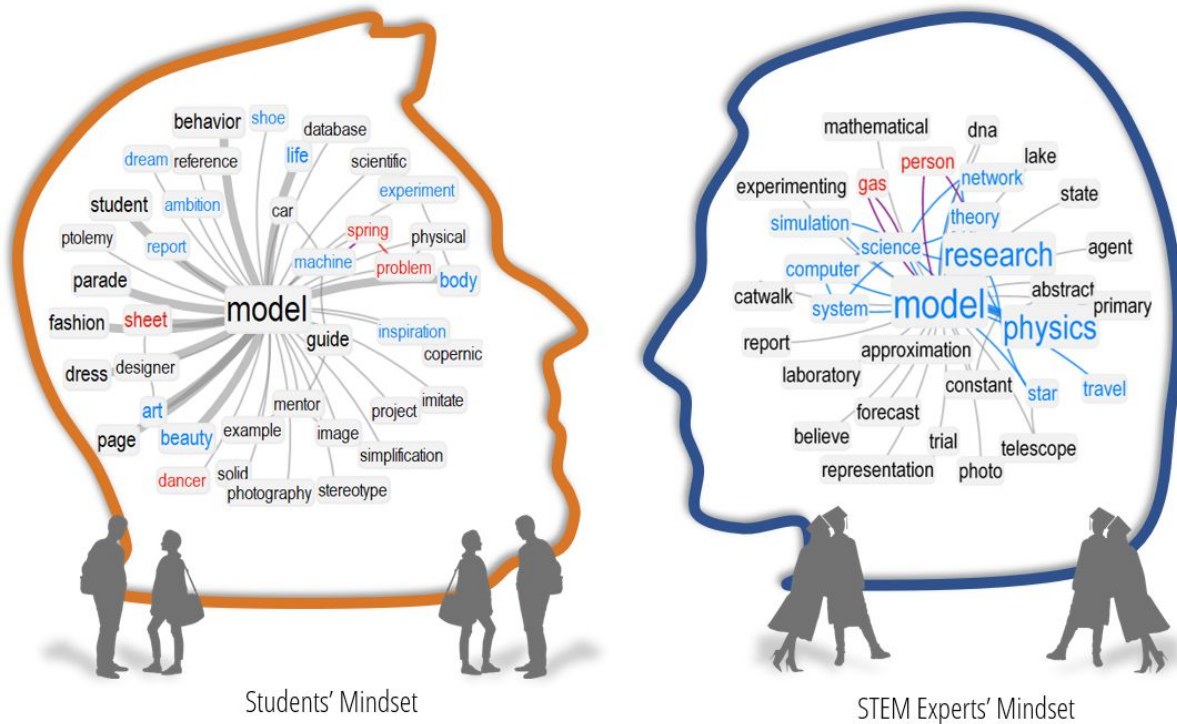 behavior
shoe
database
dream
reference
life
scientific
student
ambition
car
experiment
ptolemy
report
spring
physical
machine
problem
body
parade
model
fashion
sheet
guide
inspiration
copernic
dress
designer
art
mentor
project
imitate
page
beauty
example
image
simplification
dancer
solid
photography
stereotype
Students' Mindset
mathematical
dna
person
lake
experimenting
gas
network
state
simulation
theory
science
research
agent
computer
abstract
catwalk
system
model
physics
primary
report
approximation
laboratory
constant
star
travel
forecast
believe
trial
telescope
representation
photo
STEM Experts' Mindset